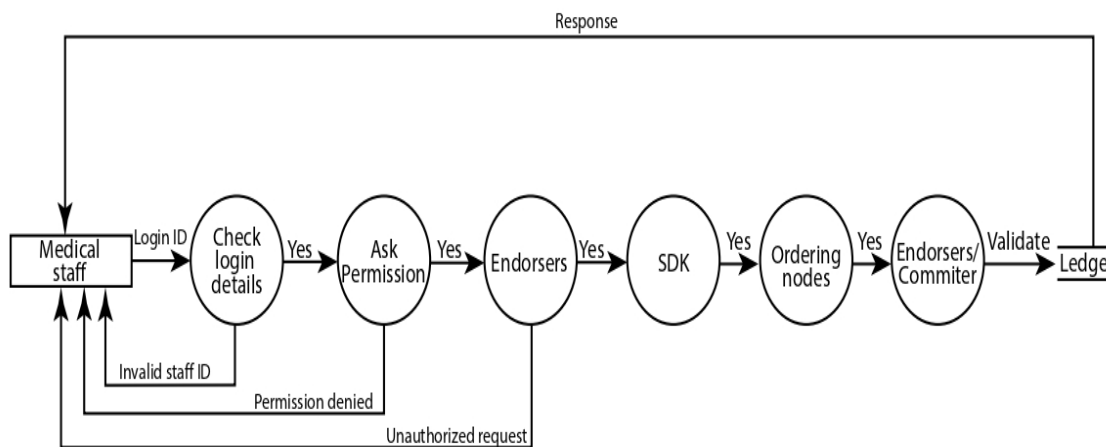 Response
Medical
staff
Login ID
Check
login
details
Yes
Ask
Permission
Yes
Endorsers
Yes
SDK
Yes
Ordering
nodes
Yes
Endorsers/
Commiter
Validate
Ledge
Invalid staff ID
Permission denied
Unauthorized request